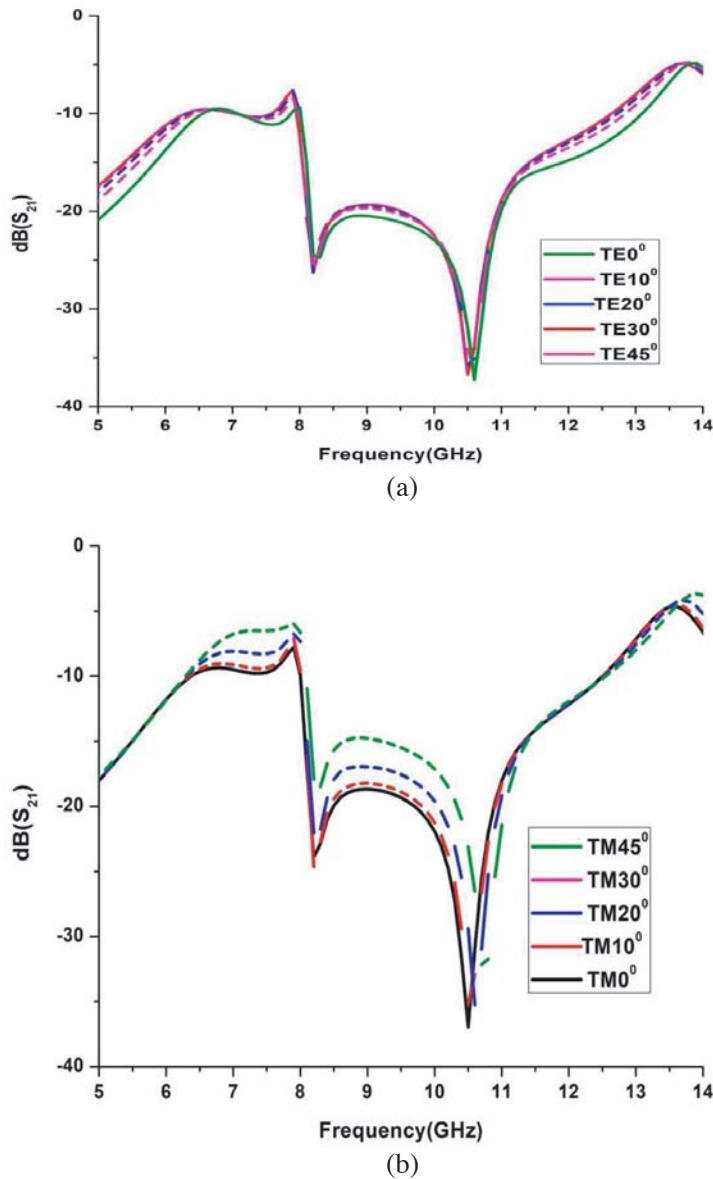 0
-10
-20
-30
-40
dB(S₂₁)
TE0⁰
TE10⁰
TE20⁰
TE30⁰
TE45⁰
5 6 7 8 9 10 11 12 13 14
Frequency(GHz)
(a)
0
-10
-20
-30
-40
dB(S₂₁)
TM45⁰
TM30⁰
TM20⁰
TM10⁰
TM0⁰
5 6 7 8 9 10 11 12 13 14
Frequency(GHz)
(b)